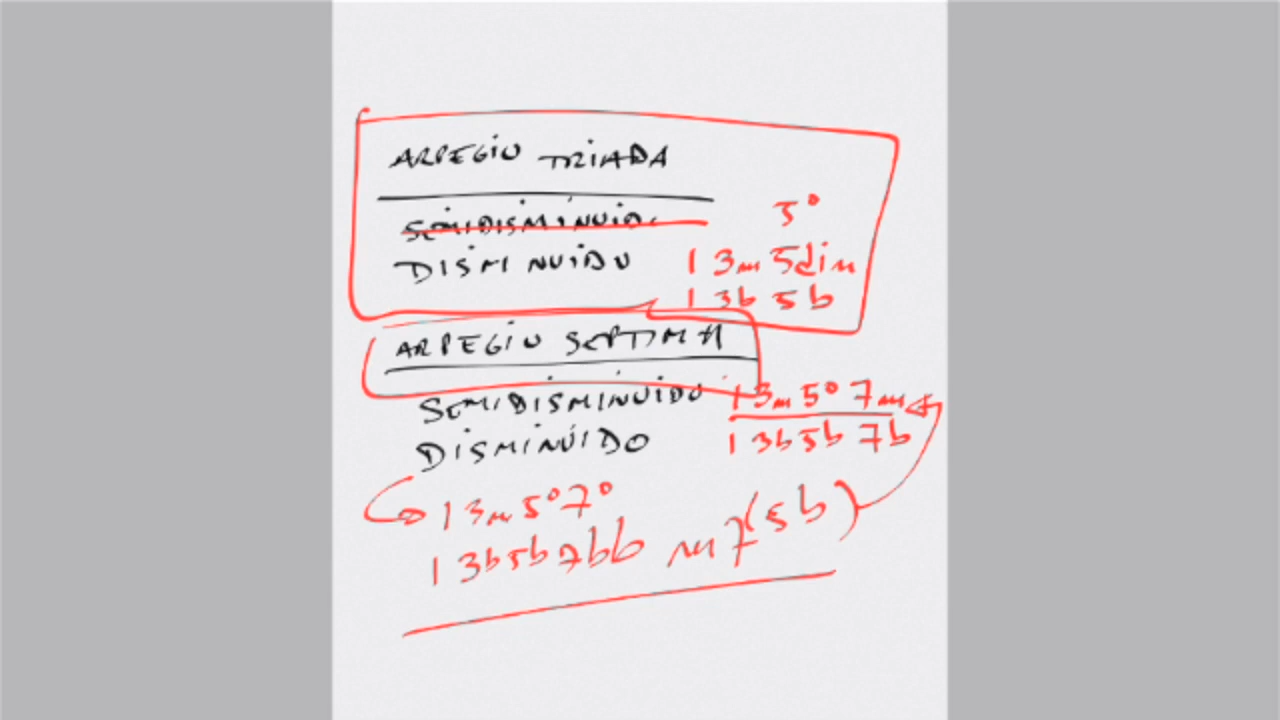 ARPEGIO TRIADA
SEMIDISMINUIDO
5°
DISMINUIDO 1 3m 5dim
1 3b 5b
ARPEGIO SEPTIMA
SEMIDISMINUIDO 1 3m 5° 7m
DISMINUIDO 1 3b 5b 7b
1 3m 5° 7°
1 3b 5b 7bb m7(5b)